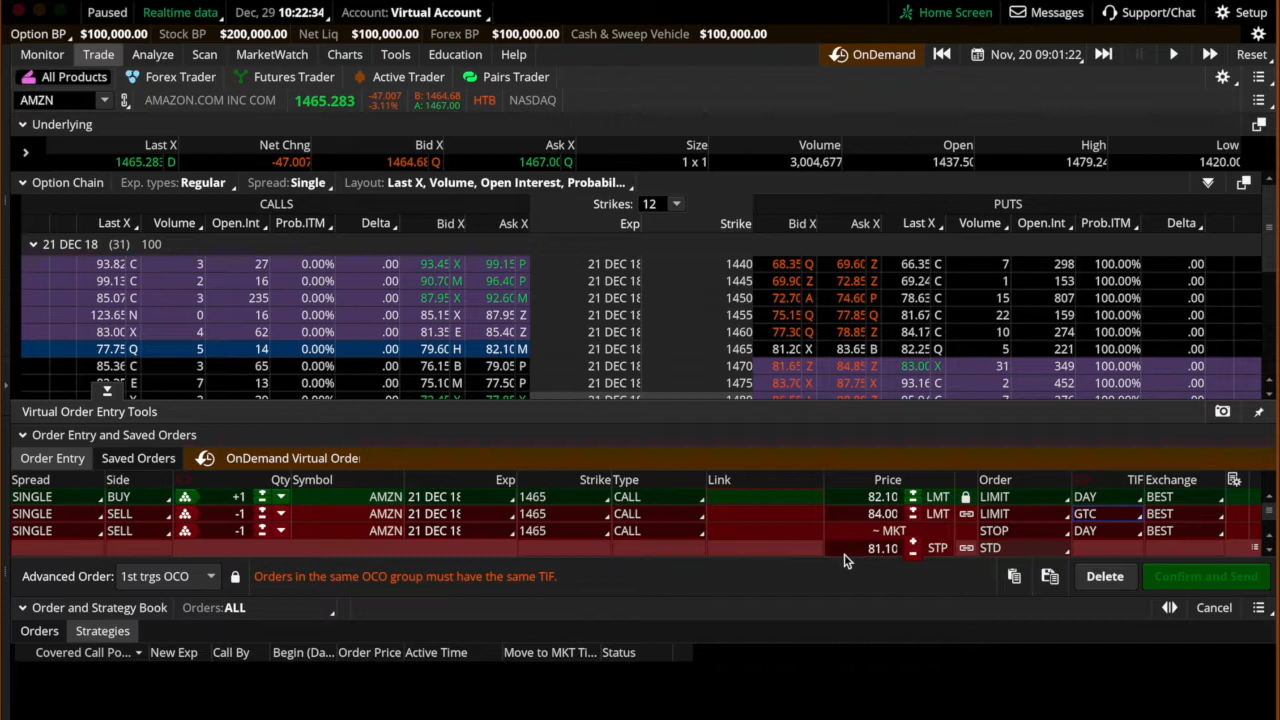 Paused Realtime data Dec, 29 10:22:34 Account: Virtual Account Home Screen Messages Support/Chat Setup
Option BP $100,000.00 Stock BP $200,000.00 Net Liq $100,000.00 Forex BP $100,000.00 Cash & Sweep Vehicle $100,000.00
Monitor Trade Analyze Scan MarketWatch Charts Tools Education Help OnDemand Nov, 20 09:01:22 Reset
All Products Forex Trader Futures Trader Active Trader Pairs Trader
AMZN AMAZON.COM INC COM 1465.283 -47.007 -3.11% B: 1464.68 A: 1467.00 HTB NASDAQ
Underlying
Last X Net Chng Bid X Ask X Size Volume Open High Low
1465.283 D -47.007 1464.68 Q 1467.00 Q 1 x 1 3,004,677 1437.50 1479.24 1420.00
Option Chain Exp. types: Regular Spread: Single Layout: Last X, Volume, Open Interest, Probabil...
CALLS Strikes: 12 PUTS
Last X Volume Open.Int Prob.ITM Delta Bid X Ask X Exp Strike Bid X Ask X Last X Volume Open.Int Prob.ITM Delta
21 DEC 18 (31) 100
93.82 C 3 27 0.00% .00 93.45 X 99.15 P 21 DEC 18 1440 68.35 Q 69.60 Z 66.35 C 7 298 100.00% .00
99.13 C 2 16 0.00% .00 90.70 M 96.40 P 21 DEC 18 1445 69.90 Z 72.85 Z 69.24 C 1 153 100.00% .00
85.07 C 3 235 0.00% .00 87.95 X 92.60 M 21 DEC 18 1450 72.70 A 74.60 P 78.63 C 15 807 100.00% .00
123.65 N 0 16 0.00% .00 85.15 X 87.95 Z 21 DEC 18 1455 75.15 Q 77.85 Q 81.67 C 22 159 100.00% .00
83.00 X 4 62 0.00% .00 81.35 E 85.40 Z 21 DEC 18 1460 77.30 Q 78.85 Z 84.17 C 10 274 100.00% .00
77.75 Q 5 14 0.00% .00 79.60 H 82.10 M 21 DEC 18 1465 81.20 X 83.65 B 82.25 Q 5 221 100.00% .00
85.36 C 3 65 0.00% .00 76.15 B 79.05 P 21 DEC 18 1470 81.65 Z 84.85 Z 83.00 X 31 349 100.00% .00
E 7 13 0.00% .00 75.10 M 77.50 P 21 DEC 18 1475 83.70 X 87.75 X 93.16 C 2 452 100.00% .00
Virtual Order Entry Tools
Order Entry and Saved Orders
Order Entry Saved Orders OnDemand Virtual Orde
Spread Side Qty Symbol Exp Strike Type Link Price Order TIF Exchange
SINGLE BUY +1 AMZN 21 DEC 18 1465 CALL 82.10 LMT LIMIT DAY BEST
SINGLE SELL -1 AMZN 21 DEC 18 1465 CALL 84.00 LMT LIMIT GTC BEST
SINGLE SELL -1 AMZN 21 DEC 18 1465 CALL ~ MKT STOP DAY BEST
81.10 STP STD
Advanced Order: 1st trgs OCO Orders in the same OCO group must have the same TIF. Delete Confirm and Send
Order and Strategy Book Orders: ALL Cancel
Orders Strategies
Covered Call Po... New Exp Call By Begin (Da... Order Price Active Time Move to MKT Ti... Status